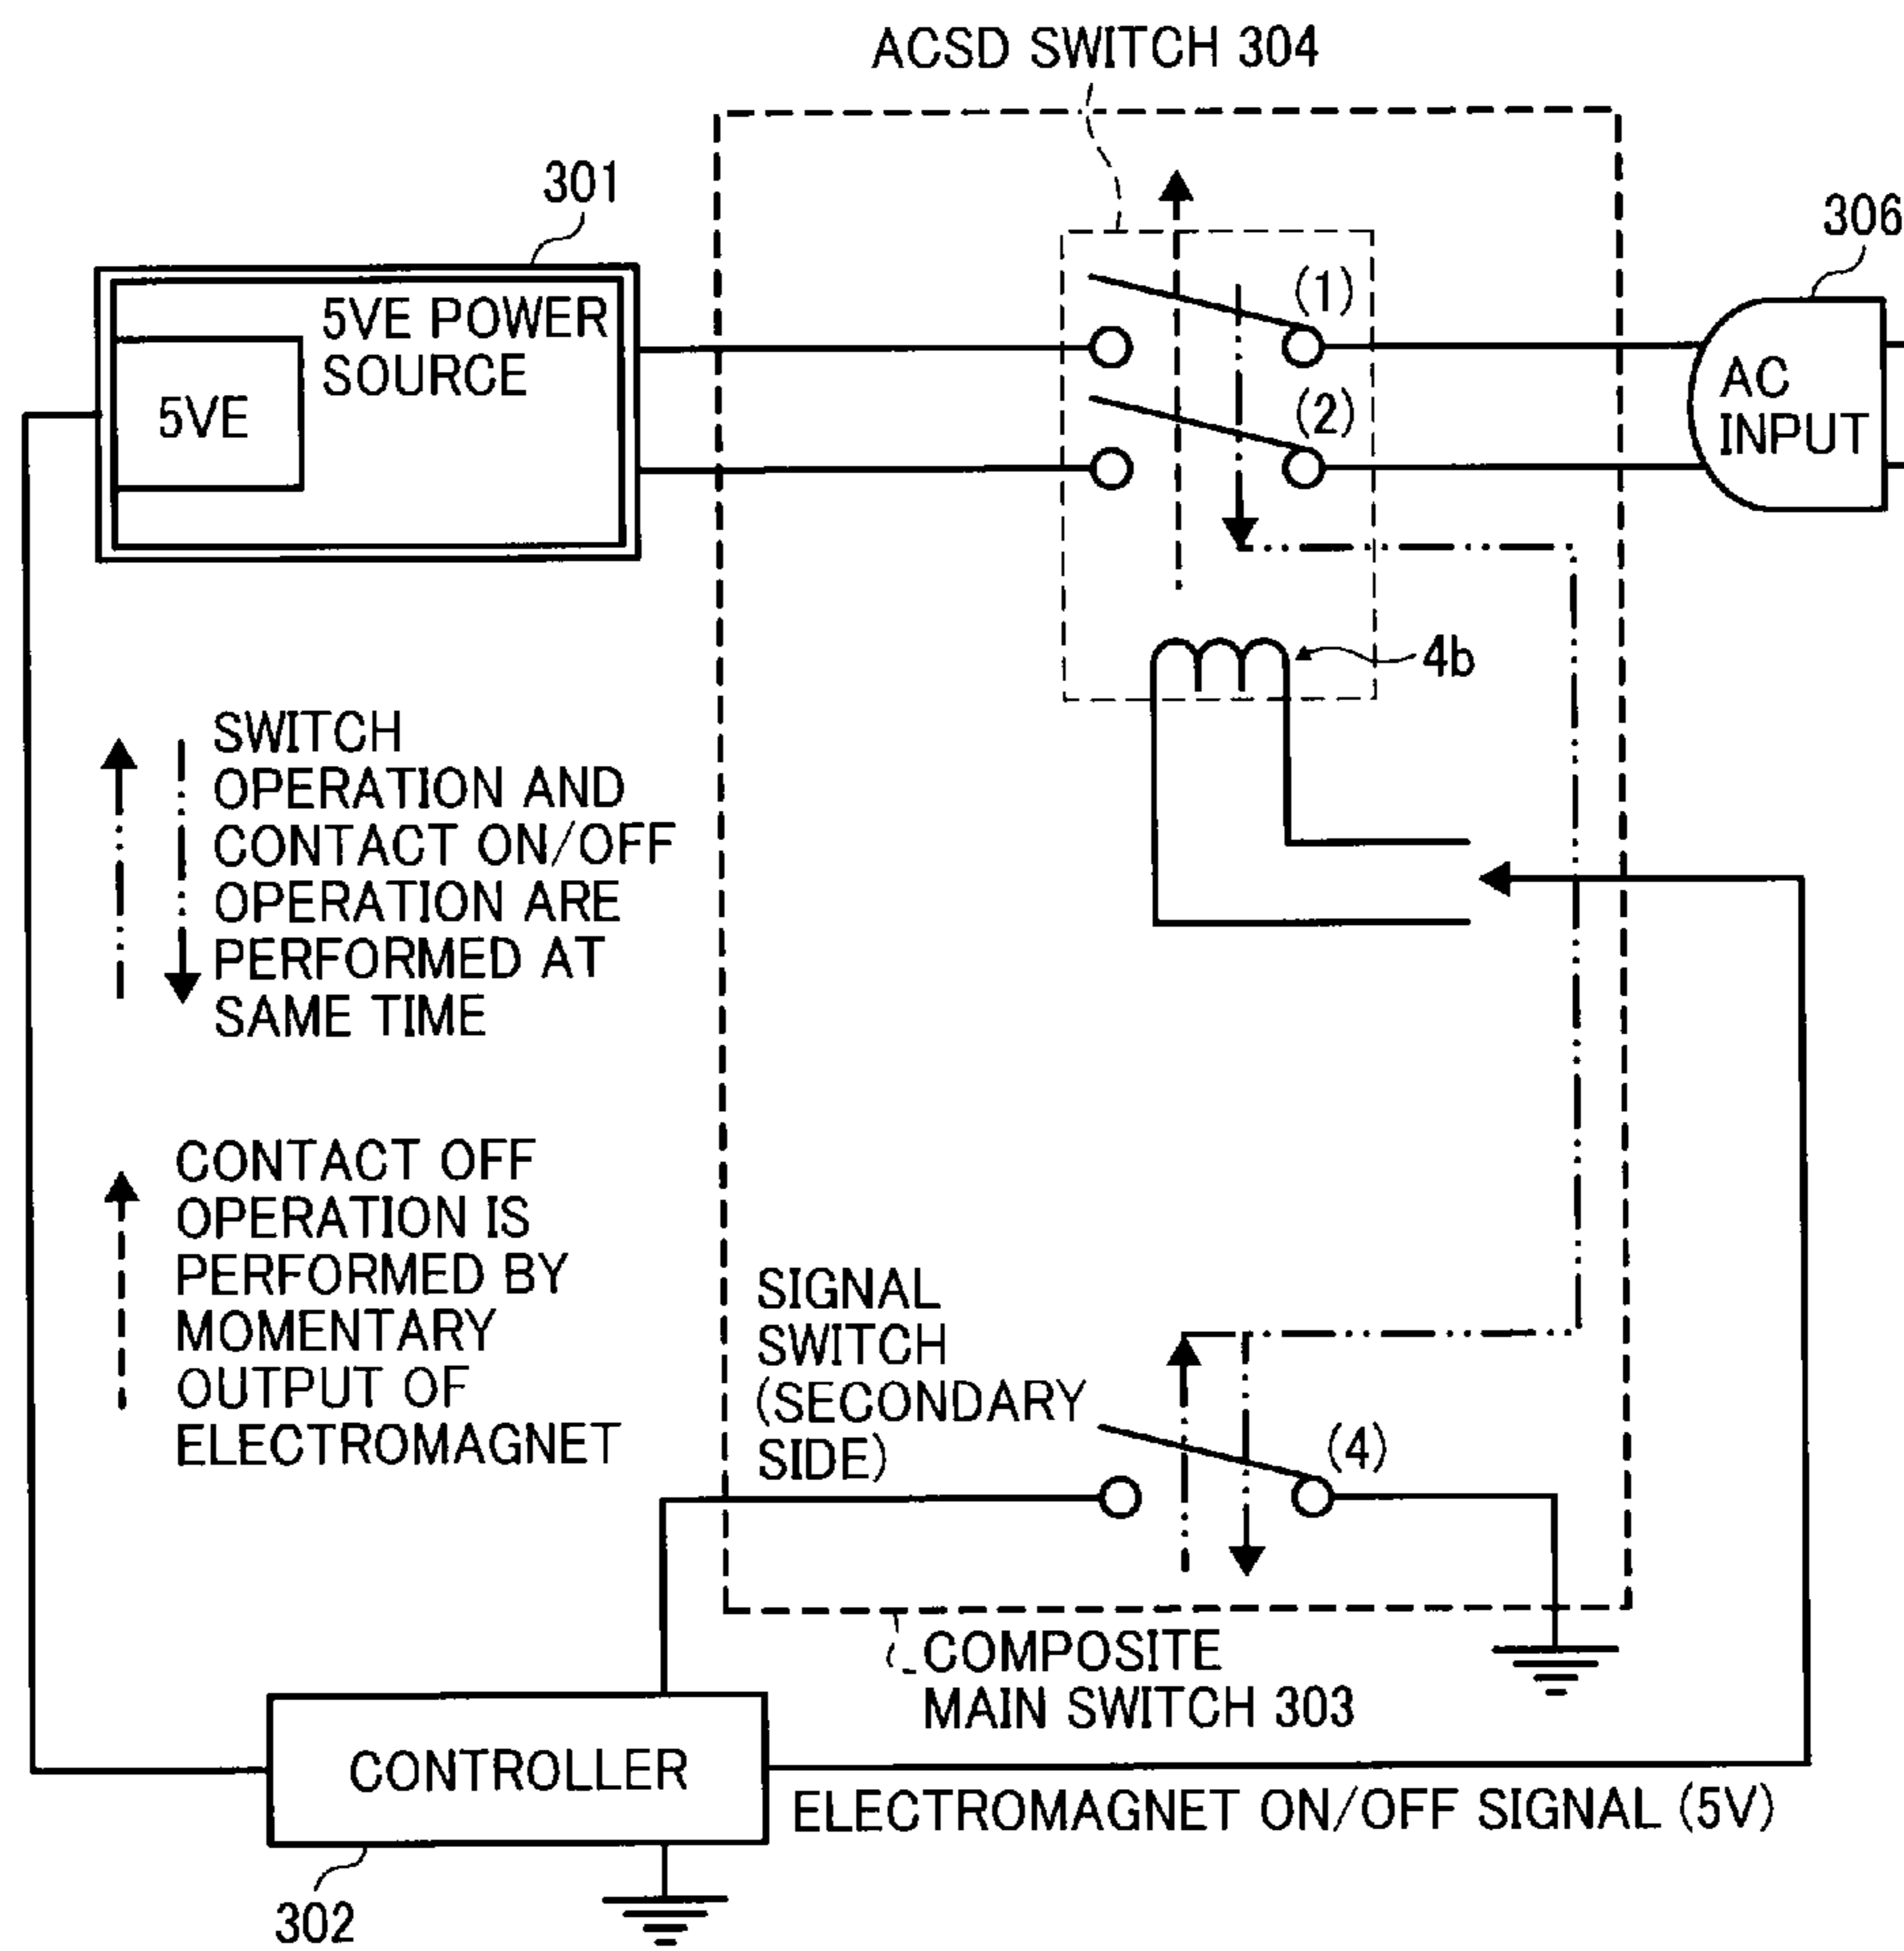 ACSD SWITCH 304
301
306
5VE POWER
SOURCE
5VE
(1)
(2)
AC
INPUT
4b
SWITCH
OPERATION AND
CONTACT ON/OFF
OPERATION ARE
PERFORMED AT
SAME TIME
CONTACT OFF
OPERATION IS
PERFORMED BY
MOMENTARY
OUTPUT OF
ELECTROMAGNET
SIGNAL
SWITCH
(SECONDARY
SIDE)
(4)
COMPOSITE
MAIN SWITCH 303
CONTROLLER
ELECTROMAGNET ON/OFF SIGNAL (5V)
302